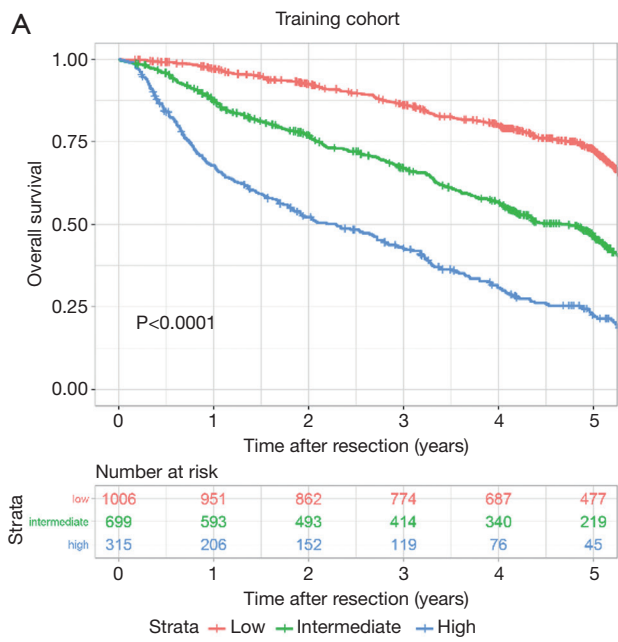 A
Training cohort
1.00
0.75
0.50
0.25
0.00
Overall survival
P<0.0001
0 1 2 3 4 5
Time after resection (years)
Number at risk
Strata
low 1006 951 862 774 687 477
intermediate 699 593 493 414 340 219
high 315 206 152 119 76 45
0 1 2 3 4 5
Time after resection (years)
Strata Low Intermediate High